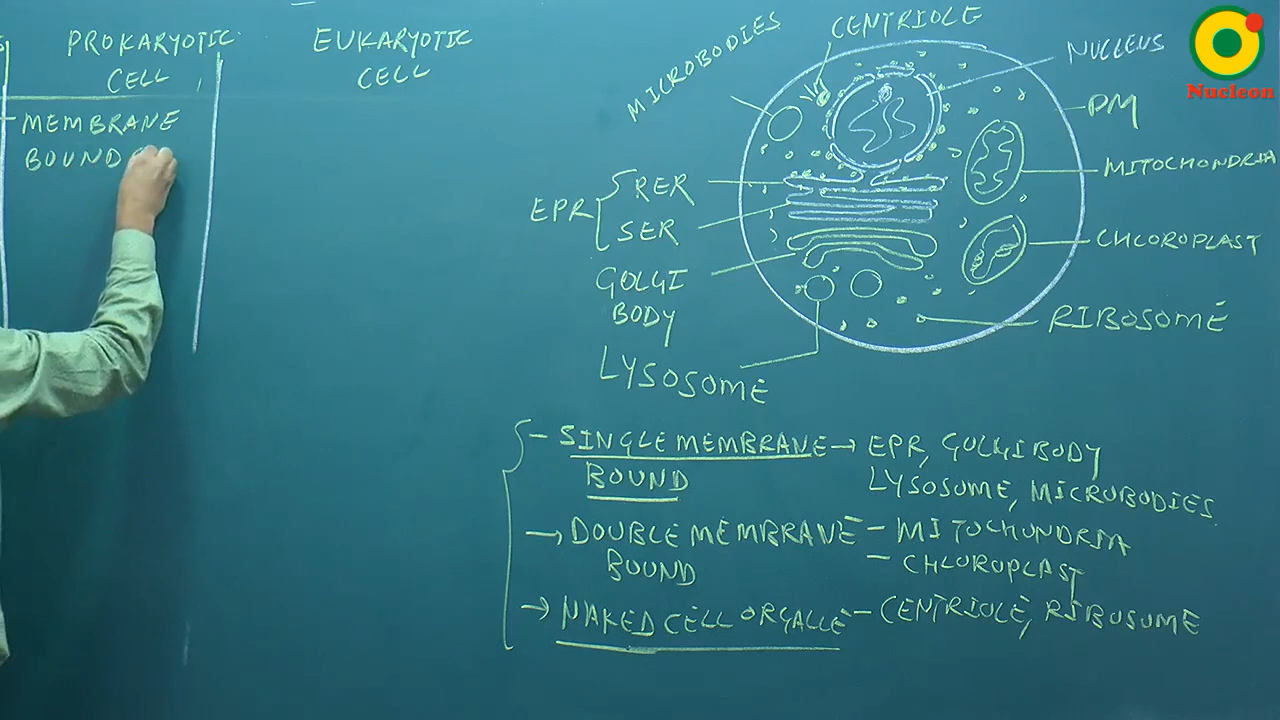 PROKARYOTIC
CELL
EUKARYOTIC
CELL
MEMBRANE
BOUND
MICROBODIES
CENTRIOLE
NUCLEUS
PM
MITOCHONDRIA
CHLOROPLAST
RIBOSOME
EPR
RER
SER
GOLGI
BODY
LYSOSOME
- SINGLE MEMBRANE → EPR, GOLGI BODY
BOUND
LYSOSOME, MICROBODIES
→ DOUBLE MEMBRANE - MITOCHONDRIA
BOUND
- CHLOROPLAST
→ NAKED CELL ORGALLE - CENTRIOLE, RIBOSOME
Nucleon